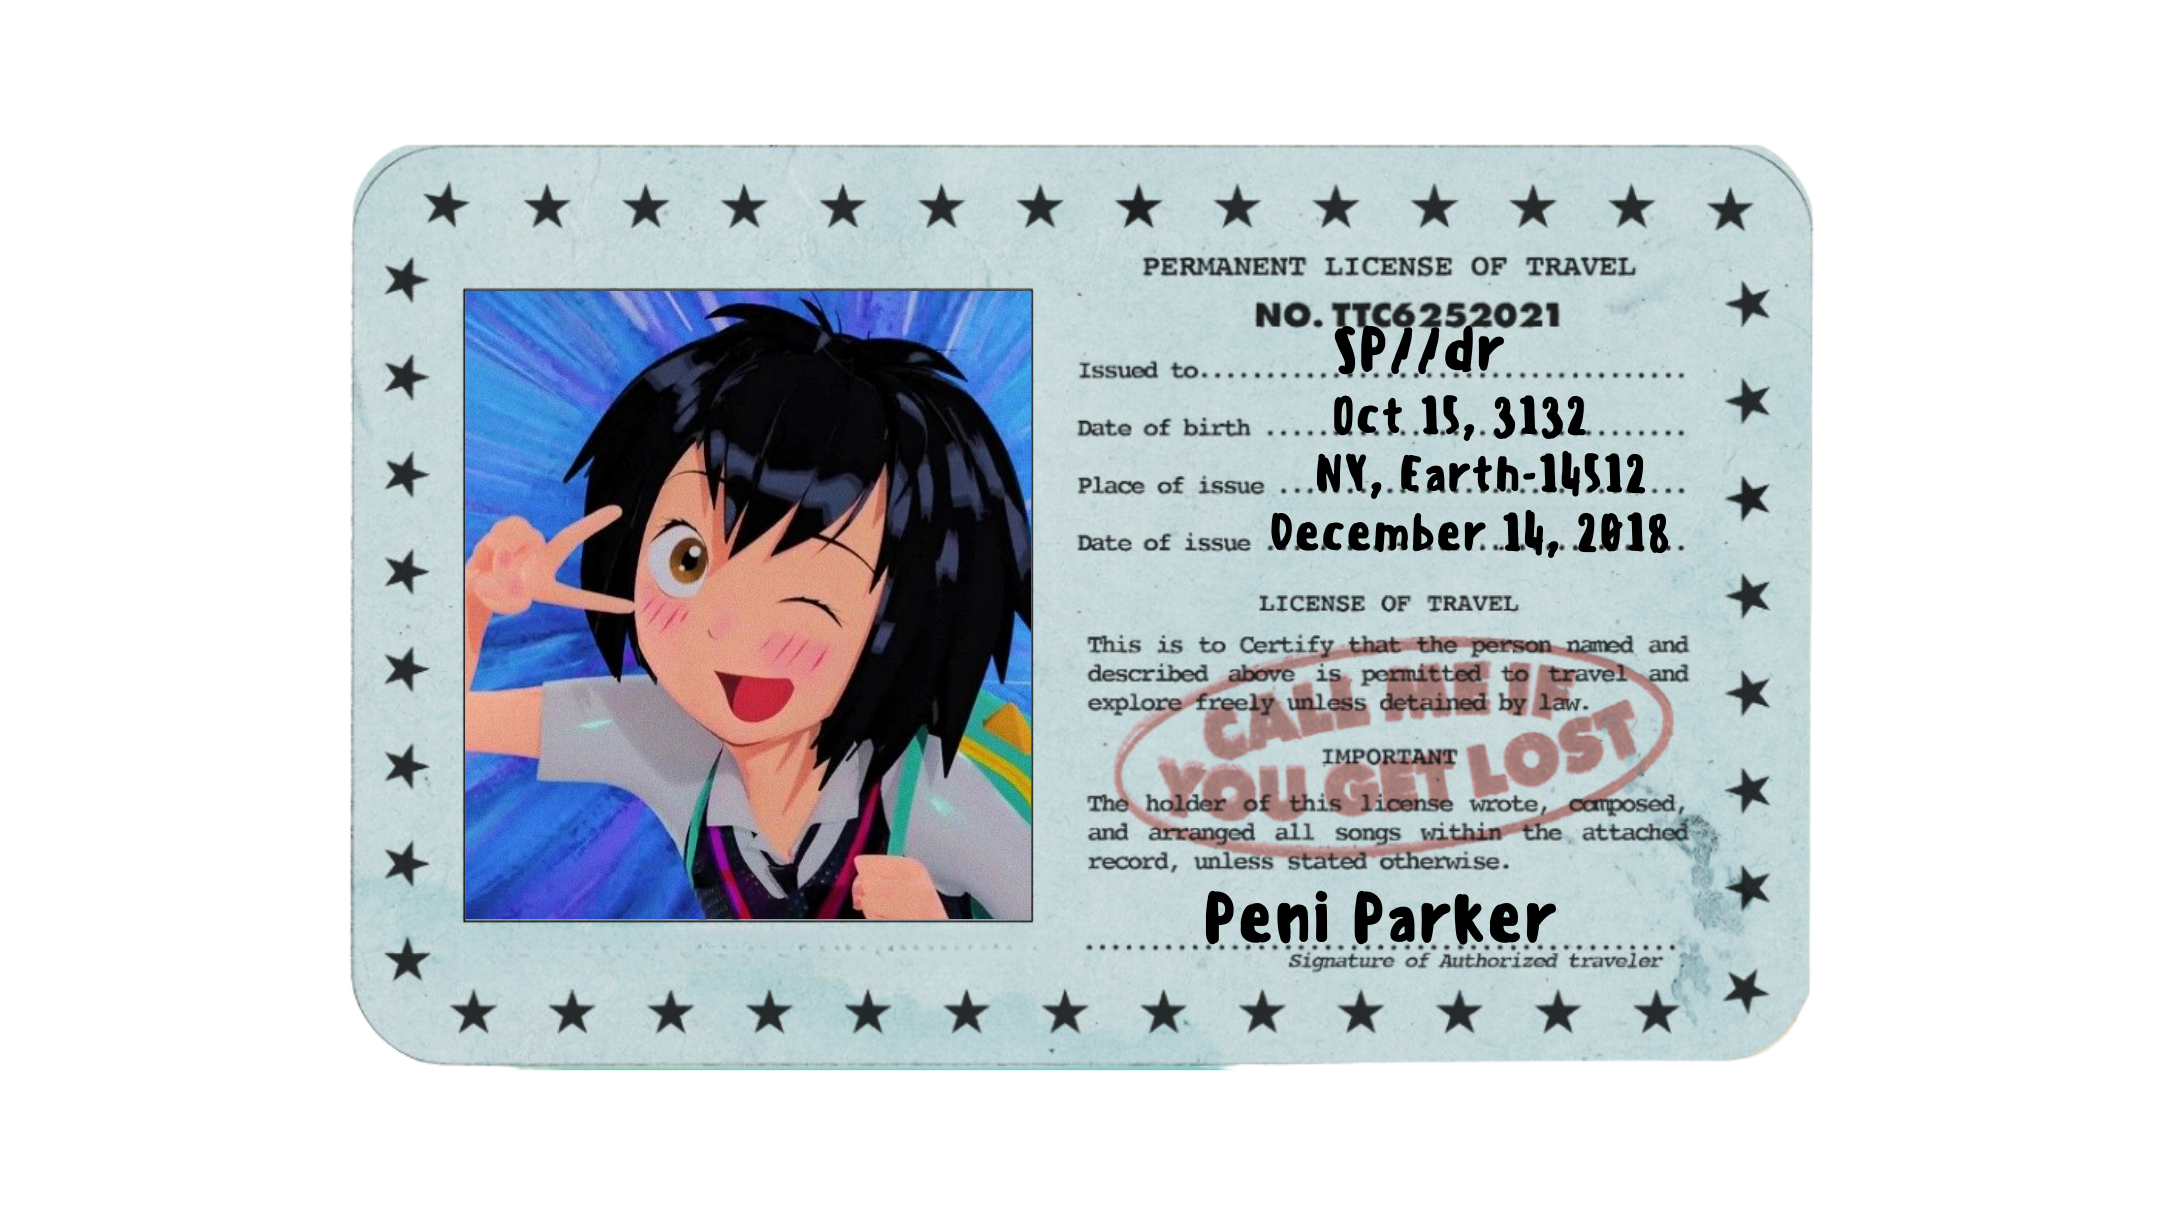 PERMANENT LICENSE OF TRAVEL
NO. TTC6252021
Issued to.....SP//dr.....
Date of birth .....Oct 15, 3132.....
Place of issue ...NY, Earth-14512...
Date of issue .December 14, 2018.
LICENSE OF TRAVEL
This is to Certify that the person named and
described above is permitted to travel and
explore freely unless detained by law.
CALL ME IF
YOU GET LOST
IMPORTANT
The holder of this license wrote, composed,
and arranged all songs within the attached
record, unless stated otherwise.
Peni Parker
Signature of Authorized traveler